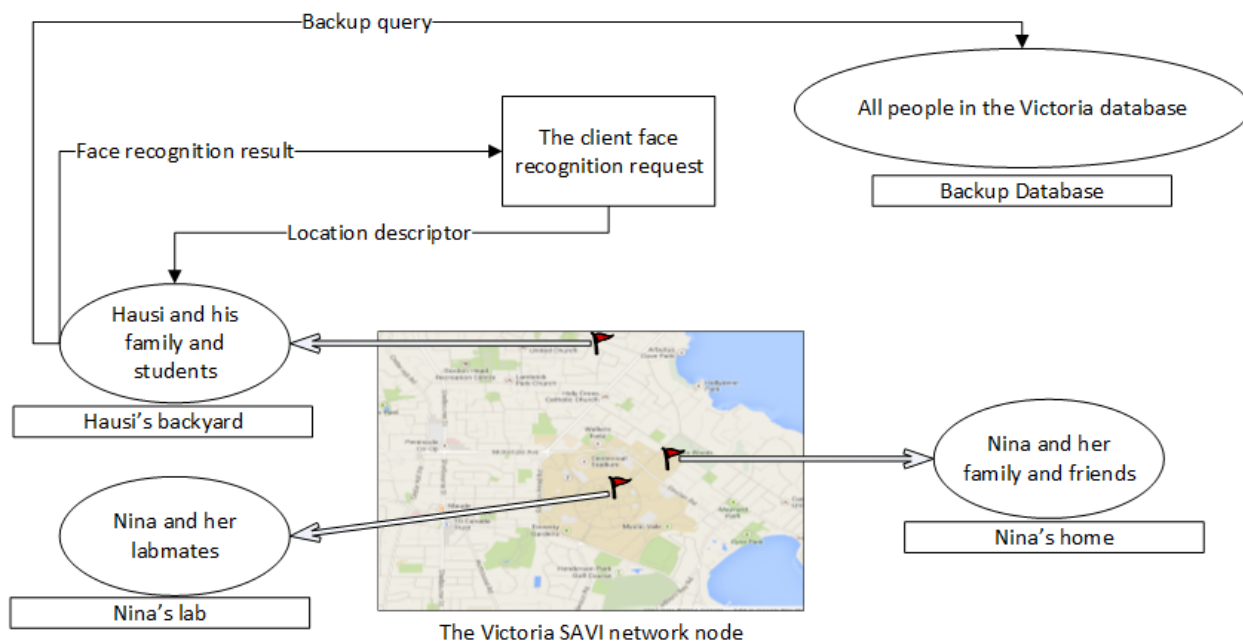 Backup query
All people in the Victoria database
The client face
recognition request
Face recognition result
Backup Database
Location descriptor
Hausi and his
family and
students
Hausi's backyard
Nina and her
family and friends
Nina and her
labmates
Nina's home
Nina's lab
The Victoria SAVI network node